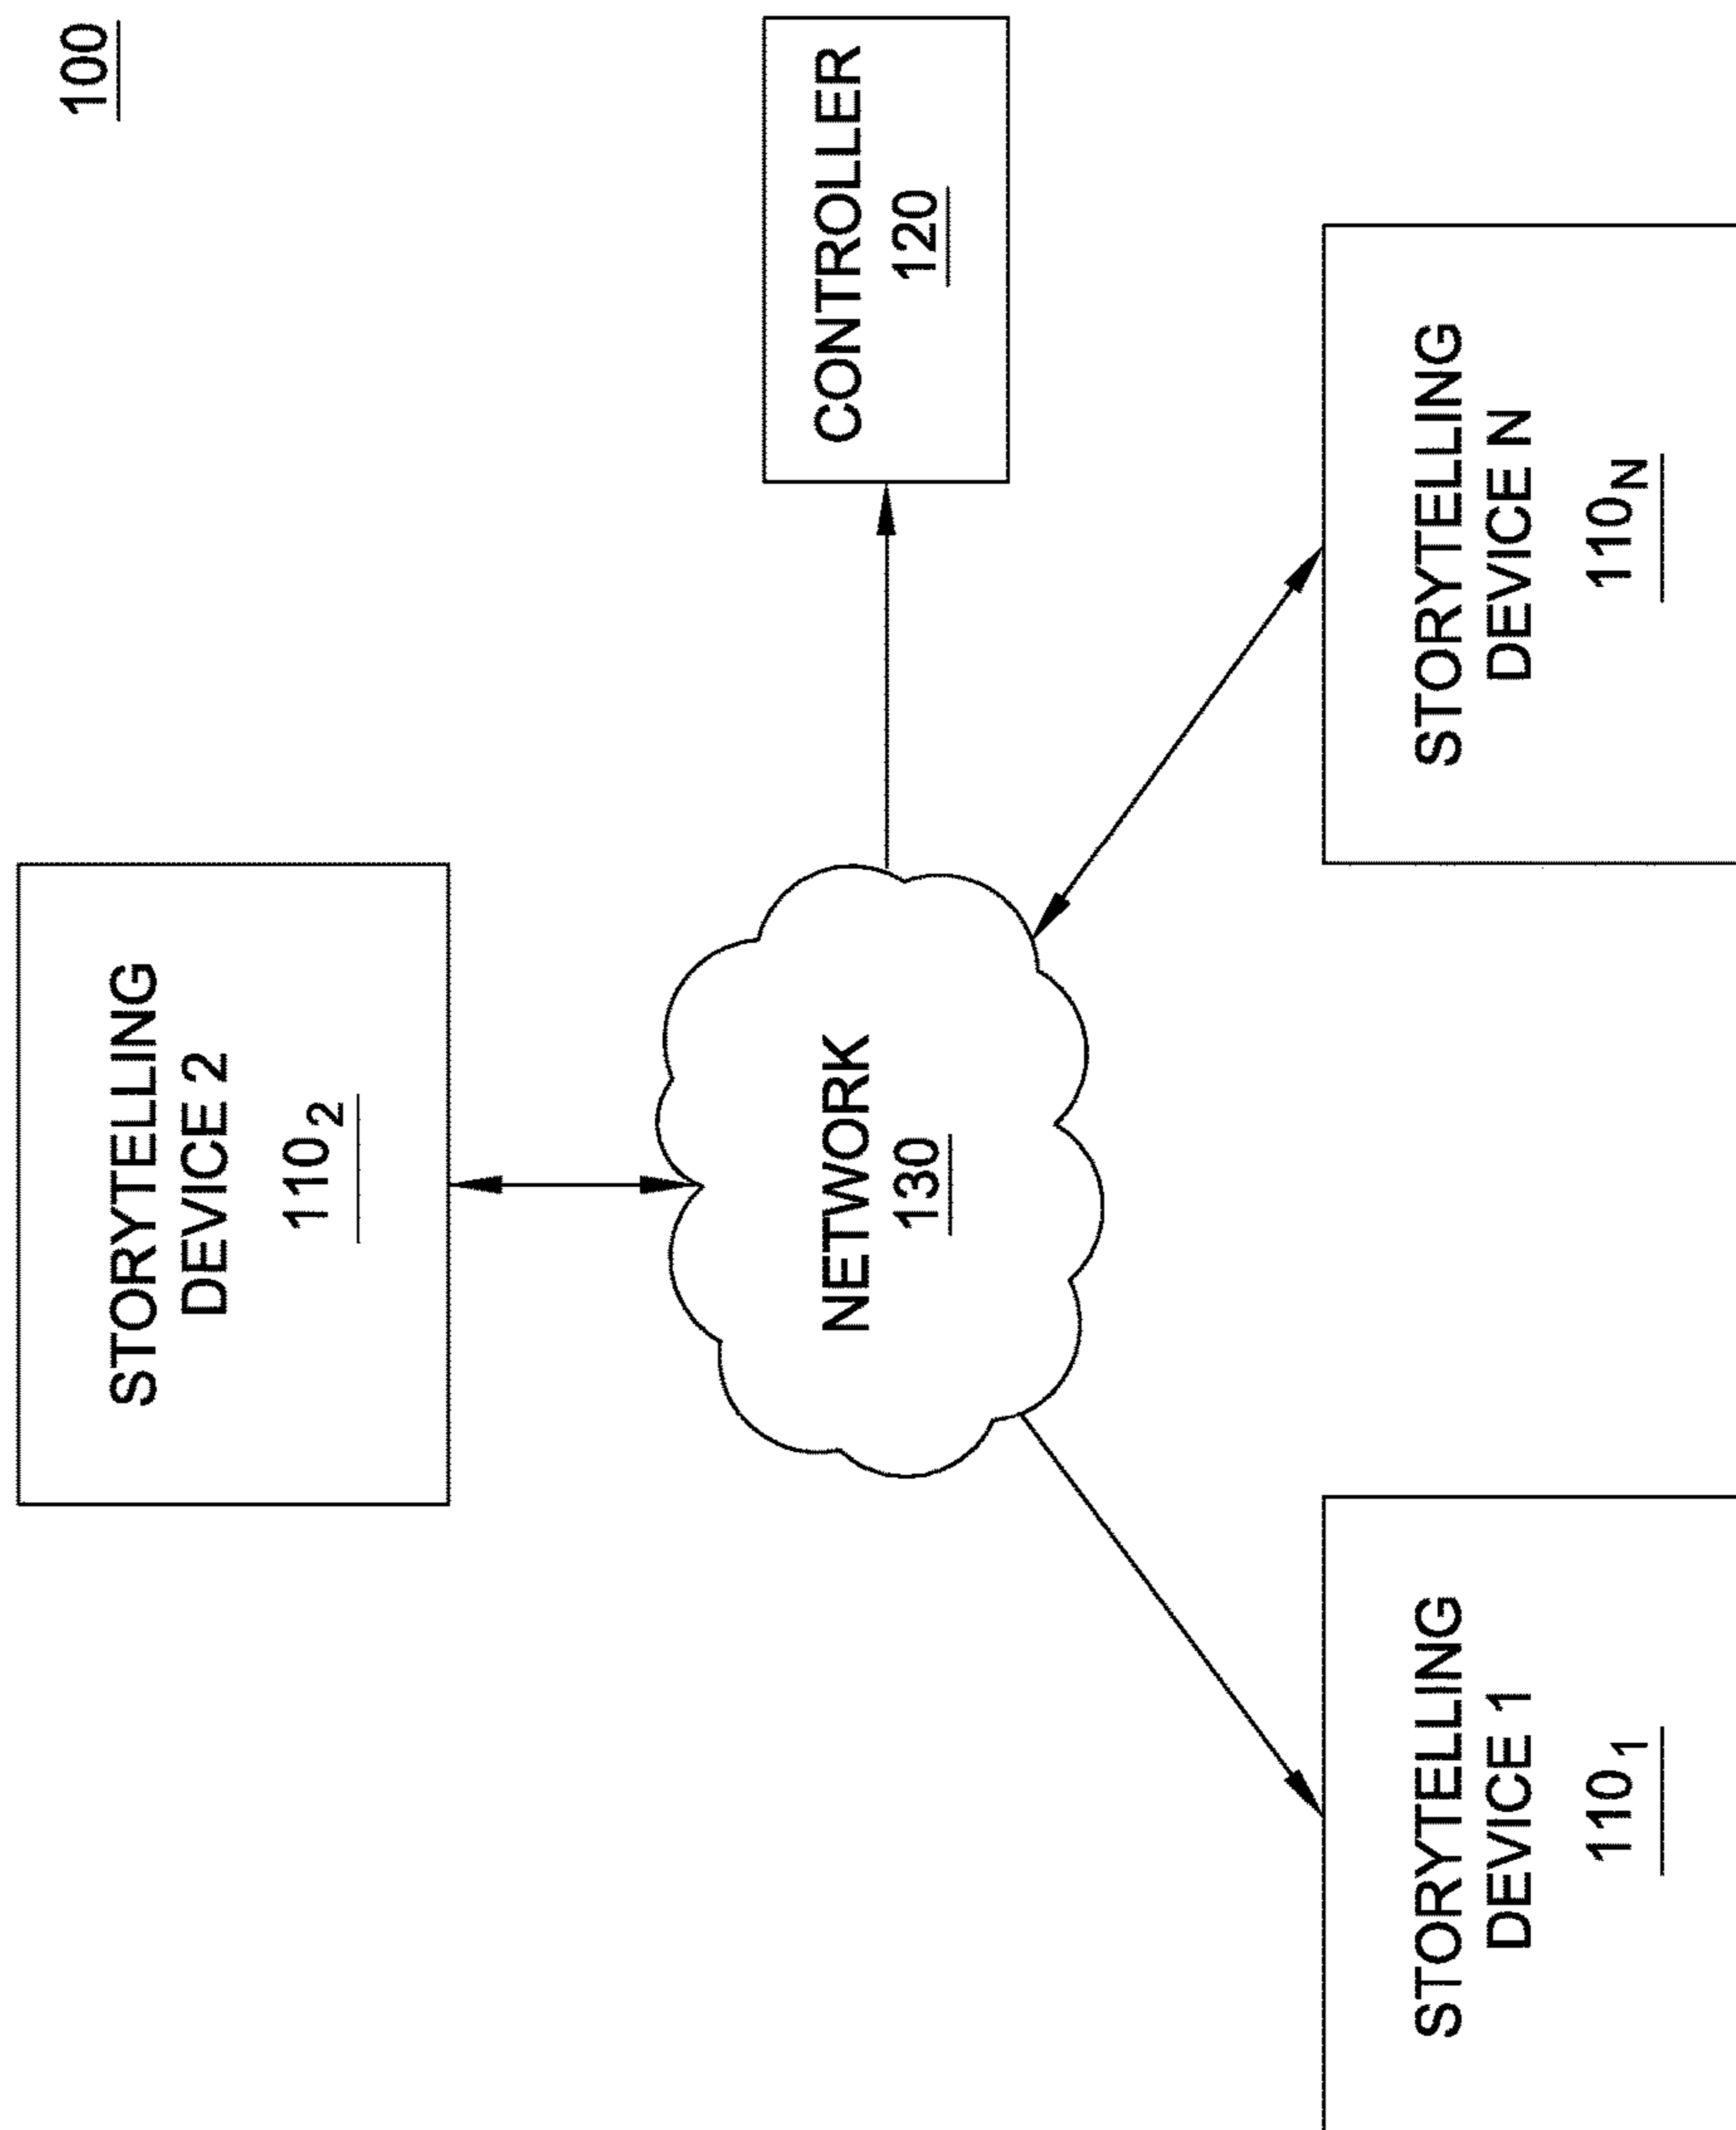 100
STORYTELLING
DEVICE 2
110₂
NETWORK
130
CONTROLLER
120
STORYTELLING
DEVICE 1
110₁
STORYTELLING
DEVICE N
110N